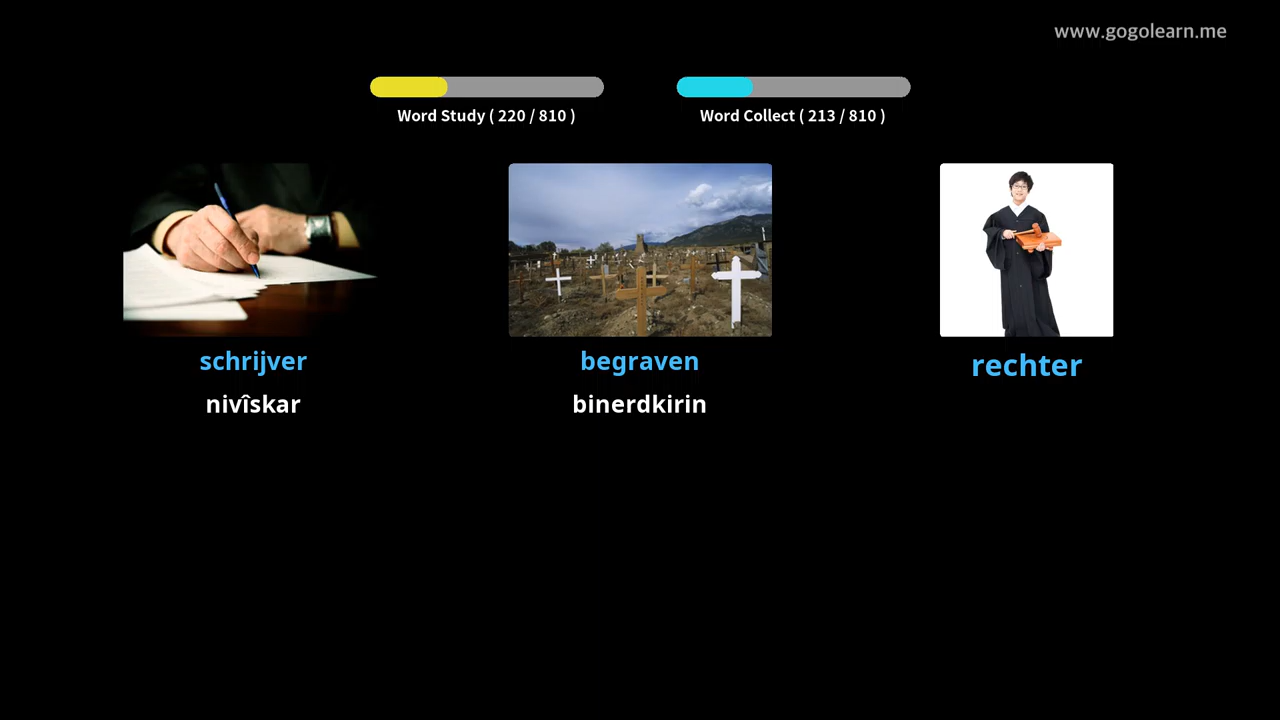 www.gogolearn.me
Word Study ( 220 / 810 )
Word Collect ( 213 / 810 )
schrijver
nivîskar
begraven
binerdkirin
rechter